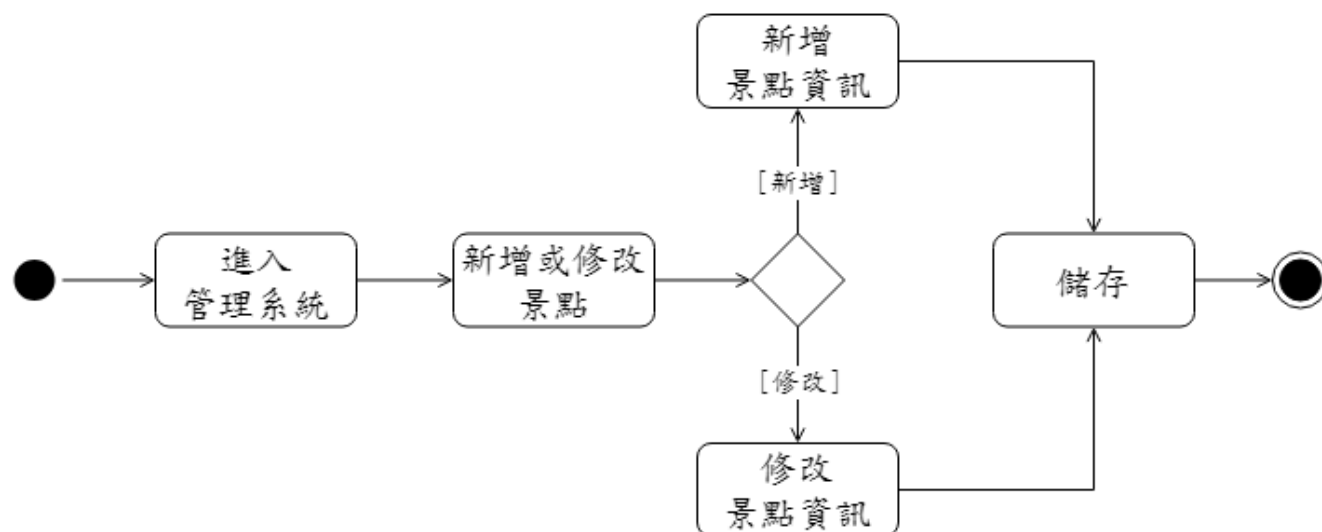 新增
景點資訊
[新增]
進入
管理系統
新增或修改
景點
儲存
[修改]
修改
景點資訊